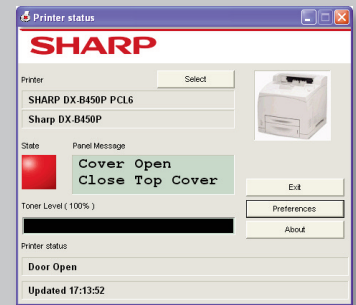 Printer status
SHARP
Printer
Select
SHARP DX-B450P PCL6
Sharp DX-B450P
State
Panel Message
Cover Open
Close Top Cover
Exit
Toner Level ( 100% )
Preferences
About
Printer status
Door Open
Updated 17:13:52